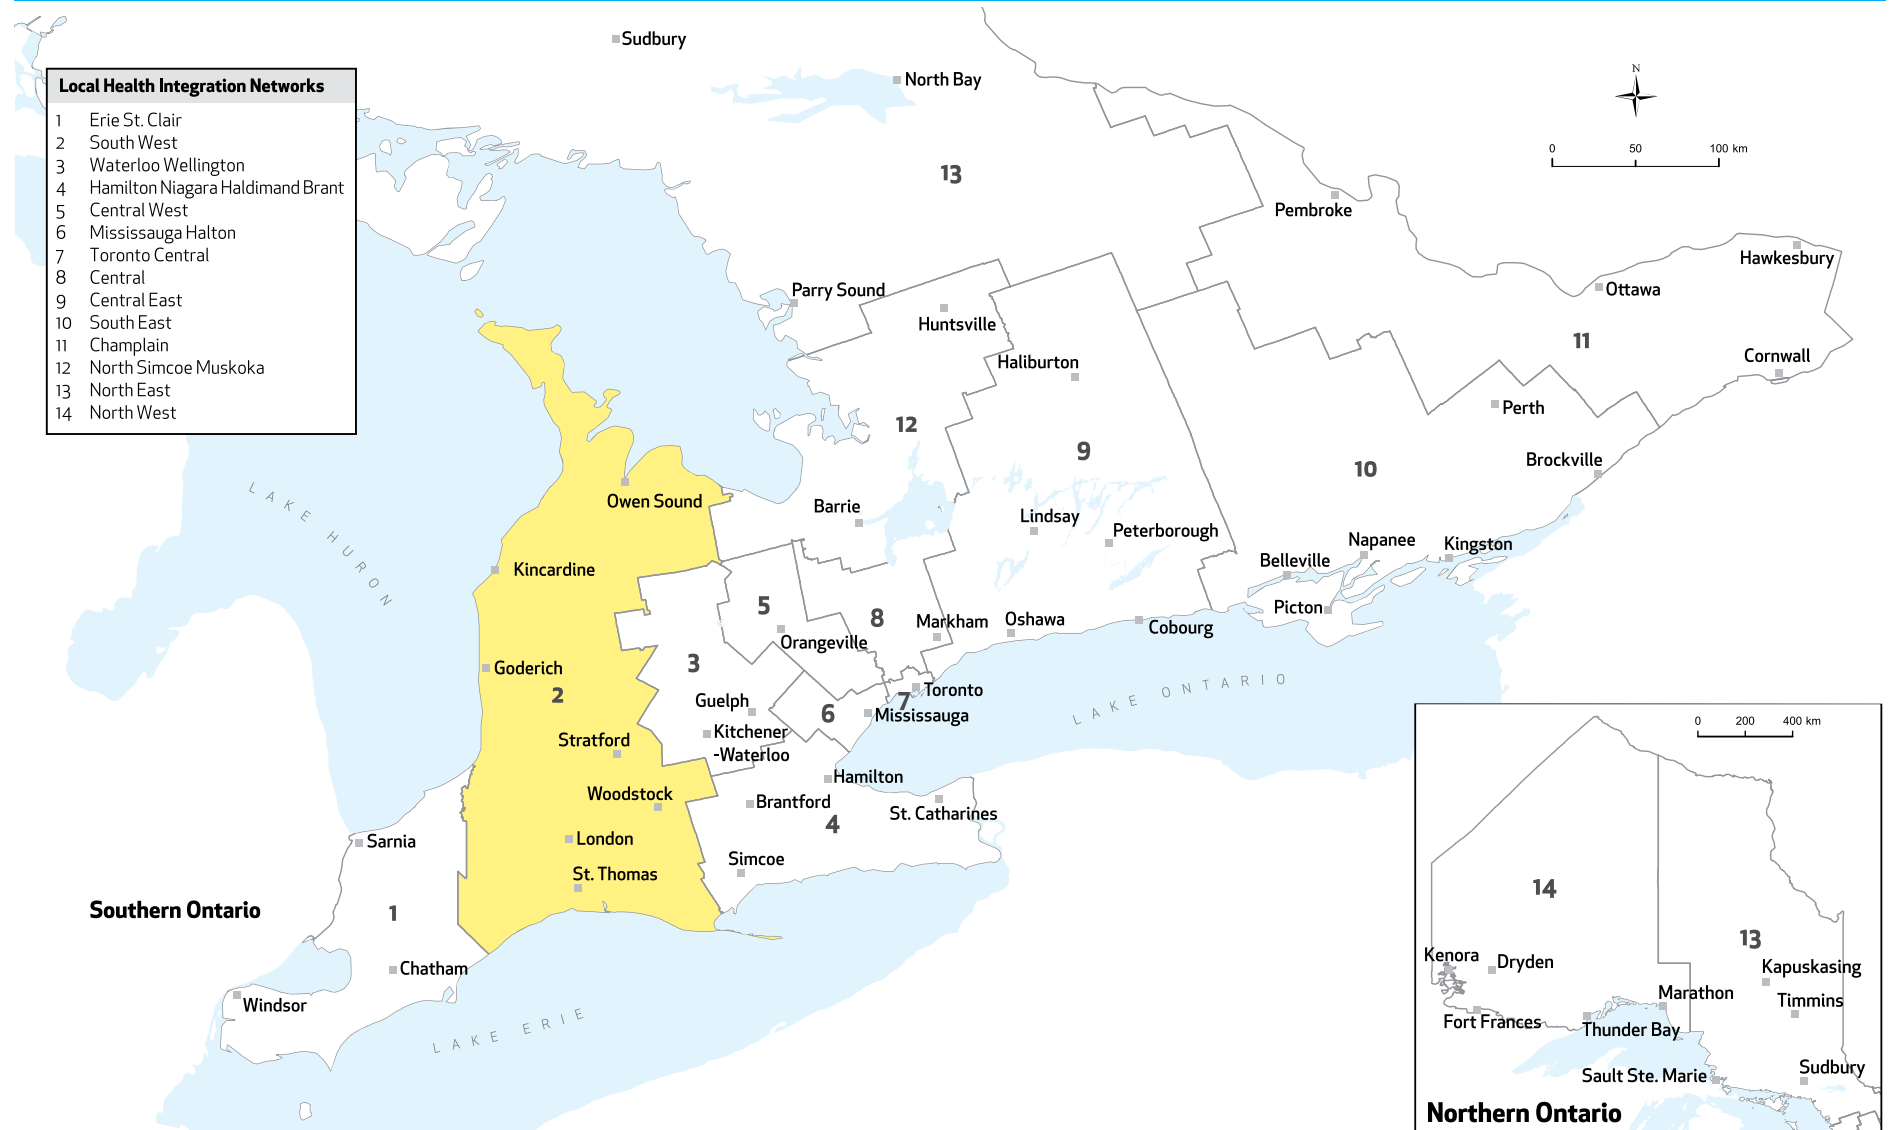 Sudbury
North Bay
Local Health Integration Networks
1 Erie St. Clair
2 South West
3 Waterloo Wellington
4 Hamilton Niagara Haldimand Brant
5 Central West
6 Mississauga Halton
7 Toronto Central
8 Central
9 Central East
10 South East
11 Champlain
12 North Simcoe Muskoka
13 North East
14 North West
N
0 50 100 km
13
Pembroke
Hawkesbury
Parry Sound
Ottawa
Huntsville
11
Haliburton
Cornwall
Perth
12
9
10
Brockville
LAKE HURON
Owen Sound
Barrie
Lindsay
Peterborough
Napanee
Kingston
Belleville
Kincardine
5
8
Markham
Oshawa
Cobourg
Picton
Orangeville
3
Goderich
2
Guelph
6
7
Toronto
Mississauga
LAKE ONTARIO
Stratford
Kitchener
-Waterloo
Hamilton
Woodstock
Brantford
4
St. Catharines
Sarnia
London
Simcoe
St. Thomas
Southern Ontario
1
Chatham
Windsor
LAKE ERIE
0 200 400 km
14
13
Kenora
Dryden
Kapuskasing
Marathon
Timmins
Fort Frances
Thunder Bay
Sault Ste. Marie
Sudbury
Northern Ontario